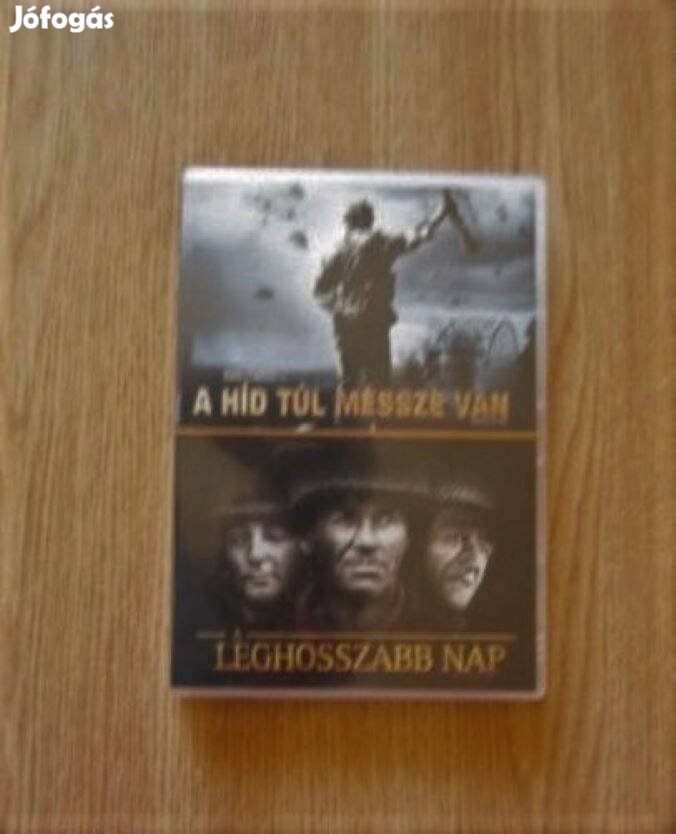 Jófogás
A HÍD TÚL MESSZE VAN
A
LEGHOSSZABB NAP